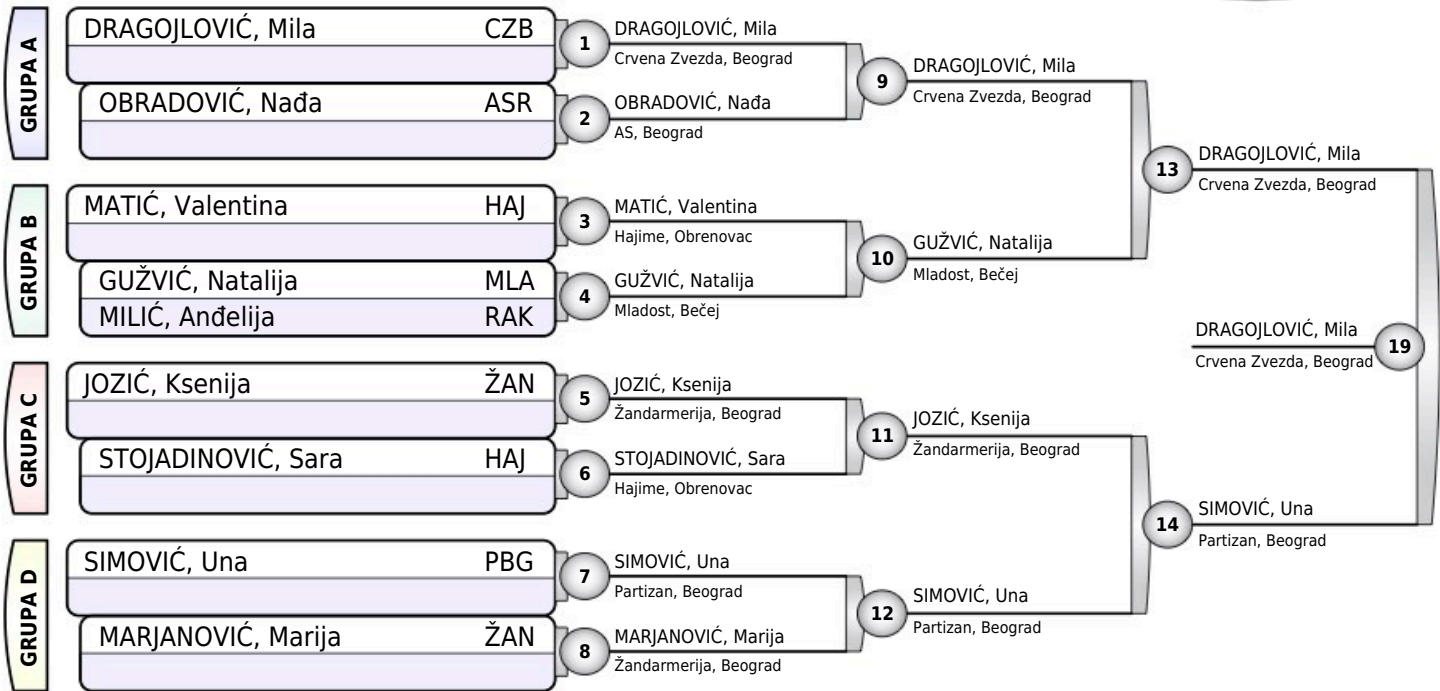 GRUPA A
DRAGOJLOVIĆ, Mila CZB
OBRADOVIĆ, Nađa ASR
1
DRAGOJLOVIĆ, Mila
Crvena Zvezda, Beograd
2
OBRADOVIĆ, Nađa
AS, Beograd
9
DRAGOJLOVIĆ, Mila
Crvena Zvezda, Beograd
GRUPA B
MATIĆ, Valentina HAJ
GUŽVIĆ, Natalija MLA
MILIĆ, Anđelija RAK
3
MATIĆ, Valentina
Hajime, Obrenovac
4
GUŽVIĆ, Natalija
Mladost, Bečej
10
GUŽVIĆ, Natalija
Mladost, Bečej
13
DRAGOJLOVIĆ, Mila
Crvena Zvezda, Beograd
GRUPA C
JOZIĆ, Ksenija ŽAN
STOJADINOVIĆ, Sara HAJ
5
JOZIĆ, Ksenija
Žandarmerija, Beograd
6
STOJADINOVIĆ, Sara
Hajime, Obrenovac
11
JOZIĆ, Ksenija
Žandarmerija, Beograd
GRUPA D
SIMOVIĆ, Una PBG
MARJANOVIĆ, Marija ŽAN
7
SIMOVIĆ, Una
Partizan, Beograd
8
MARJANOVIĆ, Marija
Žandarmerija, Beograd
12
SIMOVIĆ, Una
Partizan, Beograd
14
SIMOVIĆ, Una
Partizan, Beograd
DRAGOJLOVIĆ, Mila
Crvena Zvezda, Beograd
19